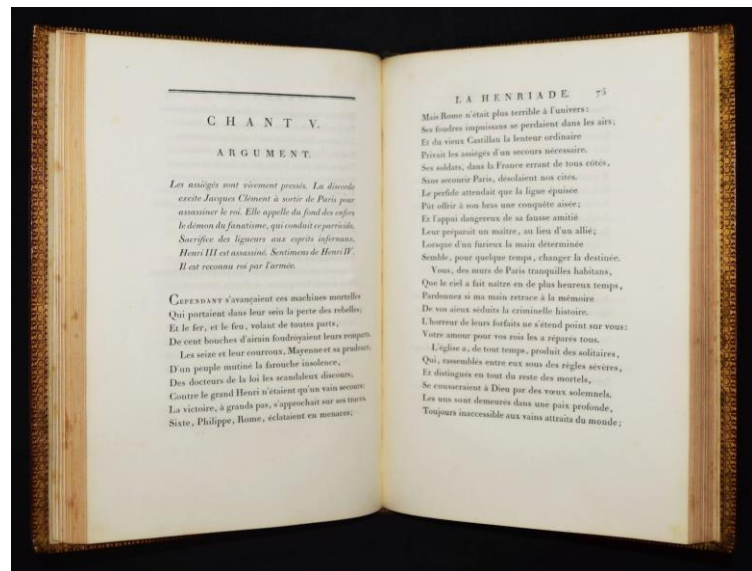 CHANT V.
ARGUMENT.
Les assiégés sont vivement pressés. La discorde
excite Jacques Clément à sortir de Paris pour
assassiner le roi. Elle appelle du fond des enfers
le démon du fanatisme, qui conduit ce parricide.
Sacrifice des ligueurs aux esprits infernaux.
Henri III est assassiné. Sentimens de Henri IV.
Il est reconnu roi par l'armée.
CEPENDANT s'avançaient ces machines mortelles
Qui portaient dans leur sein la perte des rebelles;
Et le fer, et le feu, volant de toutes parts,
De cent bouches d'airain foudroyaient leurs remparts.
Les seize et leur courroux, Mayenne et sa prudence,
D'un peuple mutiné la farouche insolence,
Des docteurs de la loi les scandaleux discours,
Contre le grand Henri n'étaient qu'un vain secours:
La victoire, à grands pas, s'approchait sur ses traces.
Sixte, Philippe, Rome, éclataient en menaces;
LA HENRIADE. 75
Mais Rome n'était plus terrible à l'univers:
Ses foudres impuissans se perdaient dans les airs;
Et du vieux Castillan la lenteur ordinaire
Privait les assiégés d'un secours nécessaire.
Ses soldats, dans la France errant de tous côtés,
Sans secourir Paris, désolaient nos cités.
Le perfide attendait que la ligue épuisée
Pût offrir à son bras une conquête aisée;
Et l'appui dangereux de sa fausse amitié
Leur préparait un maître, au lieu d'un allié;
Lorsque d'un furieux la main déterminée
Semble, pour quelque temps, changer la destinée.
Vous, des murs de Paris tranquilles habitans,
Que le ciel a fait naître en de plus heureux temps,
Pardonnez si ma main retrace à la mémoire
De vos aïeux séduits la criminelle histoire.
L'horreur de leurs forfaits ne s'étend point sur vous:
Votre amour pour vos rois les a réparés tous.
L'église a, de tout temps, produit des solitaires,
Qui, rassemblés entre eux sous des règles sévères,
Et distingués en tout du reste des mortels,
Se consacraient à Dieu par des vœux solemnels.
Les uns sont demeurés dans une paix profonde,
Toujours inaccessible aux vains attraits du monde;